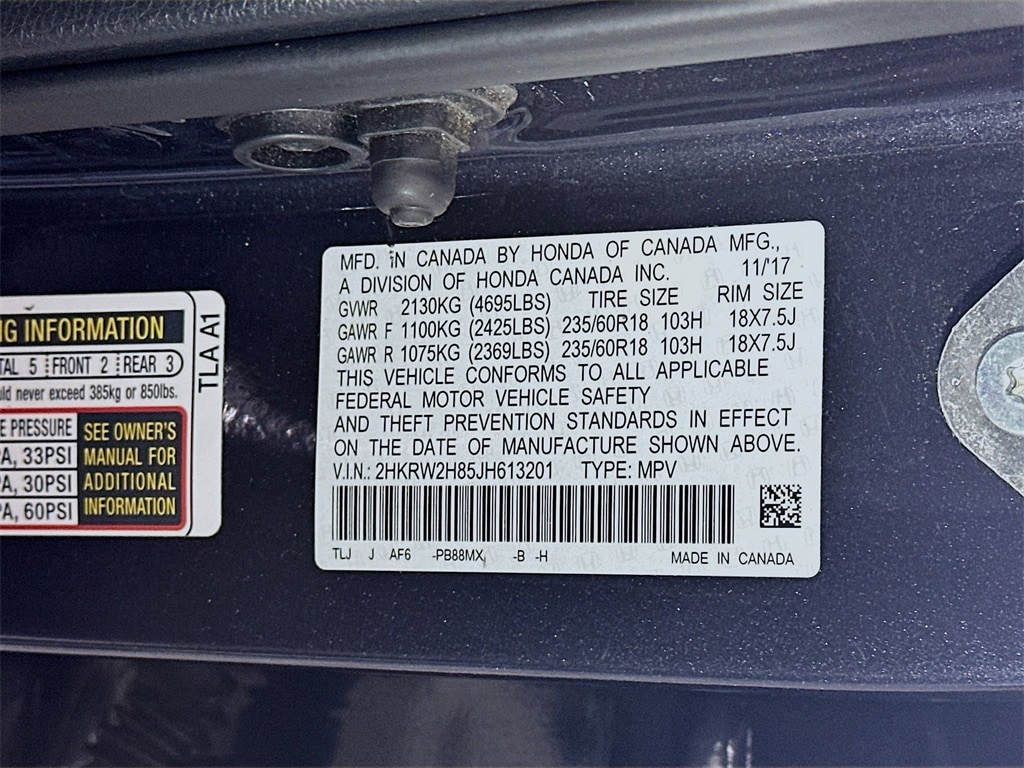 NG INFORMATION
TAL 5 FRONT 2 REAR 3
uld never exceed 385kg or 850lbs.
E PRESSURE
PA, 33PSI
PA, 30PSI
PA, 60PSI
SEE OWNER'S
MANUAL FOR
ADDITIONAL
INFORMATION
TLA A1
MFD. IN CANADA BY HONDA OF CANADA MFG.,
A DIVISION OF HONDA CANADA INC. 11/'17
GVWR 2130KG (4695LBS) TIRE SIZE RIM SIZE
GAWR F 1100KG (2425LBS) 235/60R18 103H 18X7.5J
GAWR R 1075KG (2369LBS) 235/60R18 103H 18X7.5J
THIS VEHICLE CONFORMS TO ALL APPLICABLE
FEDERAL MOTOR VEHICLE SAFETY
AND THEFT PREVENTION STANDARDS IN EFFECT
ON THE DATE OF MANUFACTURE SHOWN ABOVE.
V.I.N.: 2HKRW2H85JH613201 TYPE: MPV
TLJ J AF6 -PB88MX -B -H MADE IN CANADA